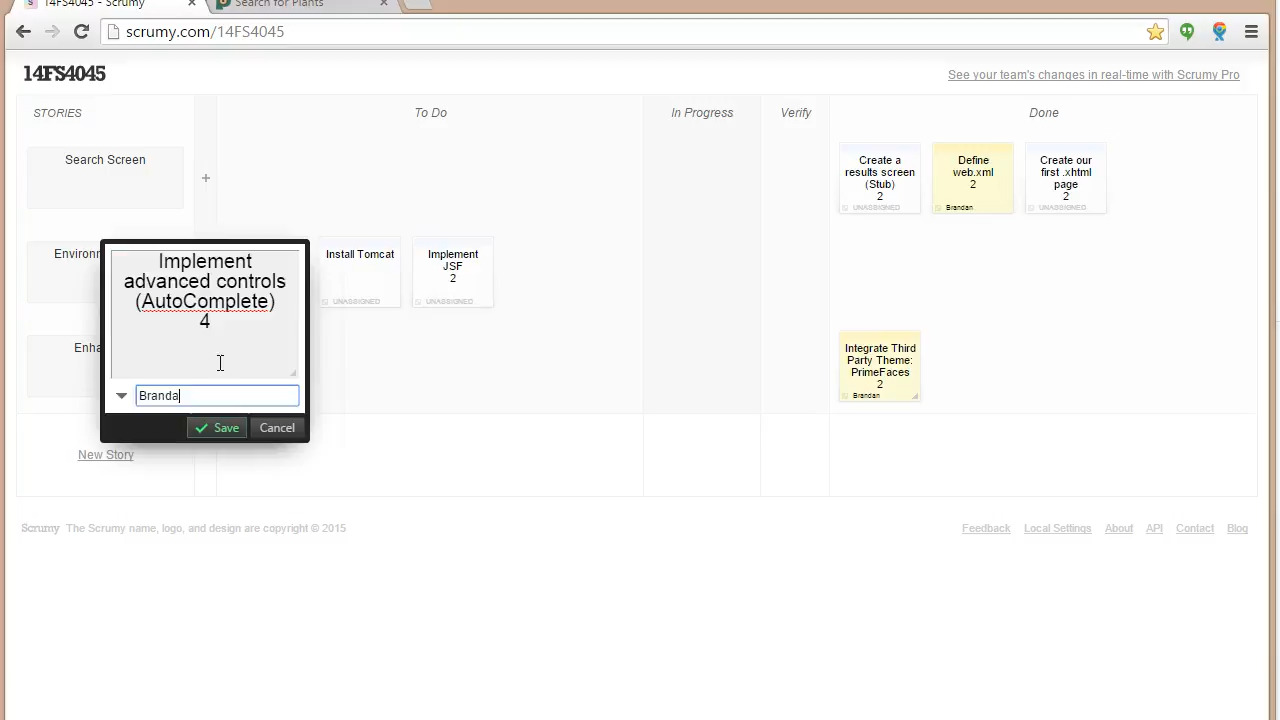 14FS4045 - Scrumy
Search for Plants
scrumy.com/14FS4045
14FS4045
See your team's changes in real-time with Scrumy Pro
STORIES
To Do
In Progress
Verify
Done
Search Screen
+
Create a
results screen
(Stub)
2
UNASSIGNED
Define
web.xml
2
Brandan
Create our
first .xhtml
page
2
UNASSIGNED
Install Tomcat
UNASSIGNED
Implement
JSF
2
UNASSIGNED
Implement
advanced controls
(AutoComplete)
4
Branda
Save
Cancel
Integrate Third
Party Theme:
PrimeFaces
2
Brandan
New Story
Scrumy The Scrumy name, logo, and design are copyright © 2015
Feedback
Local Settings
About
API
Contact
Blog